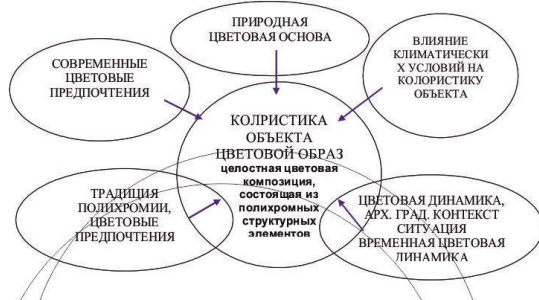 ПРИРОДНАЯ
ЦВЕТОВАЯ ОСНОВА
СОВРЕМЕННЫЕ
ЦВЕТОВЫЕ
ПРЕДПОЧТЕНИЯ
ВЛИЯНИЕ
КЛИМАТИЧЕСКИ
Х УСЛОВИЙ НА
КОЛОРИСТИКУ
ОБЪЕКТА
КОЛРИСТИКА
ОБЪЕКТА
ЦВЕТОВОЙ ОБРАЗ
целостная цветовая
композиция,
состоящая из
полихромных
структурных
элементов
ТРАДИЦИЯ
ПОЛИХРОМИИ,
ЦВЕТОВЫЕ
ПРЕДПОЧТЕНИЯ
ЦВЕТОВАЯ ДИНАМИКА,
АРХ. ГРАД. КОНТЕКСТ
СИТУАЦИЯ
ВРЕМЕННАЯ ЦВЕТОВАЯ
ДИНАМИКА